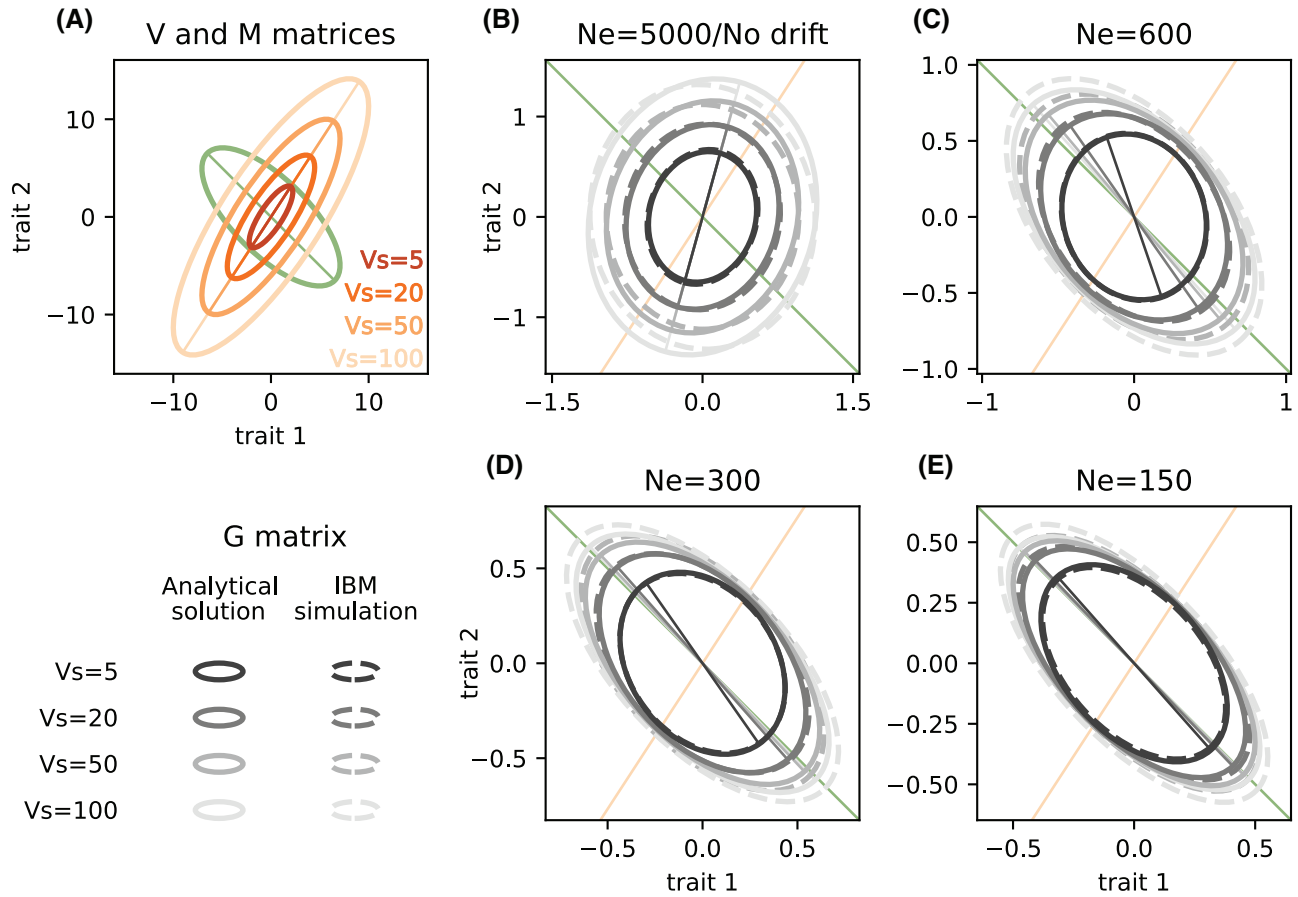 (A)
V and M matrices
10
0
−10
trait 2
−10
0
10
trait 1
Vs=5
Vs=20
Vs=50
Vs=100
(B)
Ne=5000/No drift
1
0
−1
trait 2
−1.5
0.0
1.5
(C)
Ne=600
1.0
0.5
0.0
−0.5
−1.0
−1
0
1
G matrix
Analytical
solution
IBM
simulation
Vs=5
Vs=20
Vs=50
Vs=100
(D)
Ne=300
0.5
0.0
−0.5
trait 2
−0.5
0.0
0.5
trait 1
(E)
Ne=150
0.50
0.25
0.00
−0.25
−0.50
−0.5
0.0
0.5
trait 1